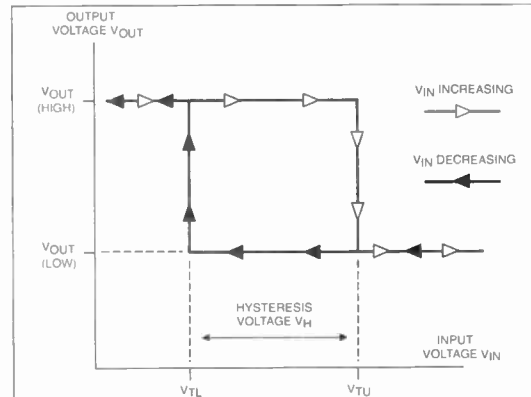 OUTPUT
VOLTAGE VOUT
VOUT
(HIGH)
VIN INCREASING
VIN DECREASING
VOUT
(LOW)
HYSTERESIS
VOLTAGE VH
INPUT
VOLTAGE VIN
VTL
VTU